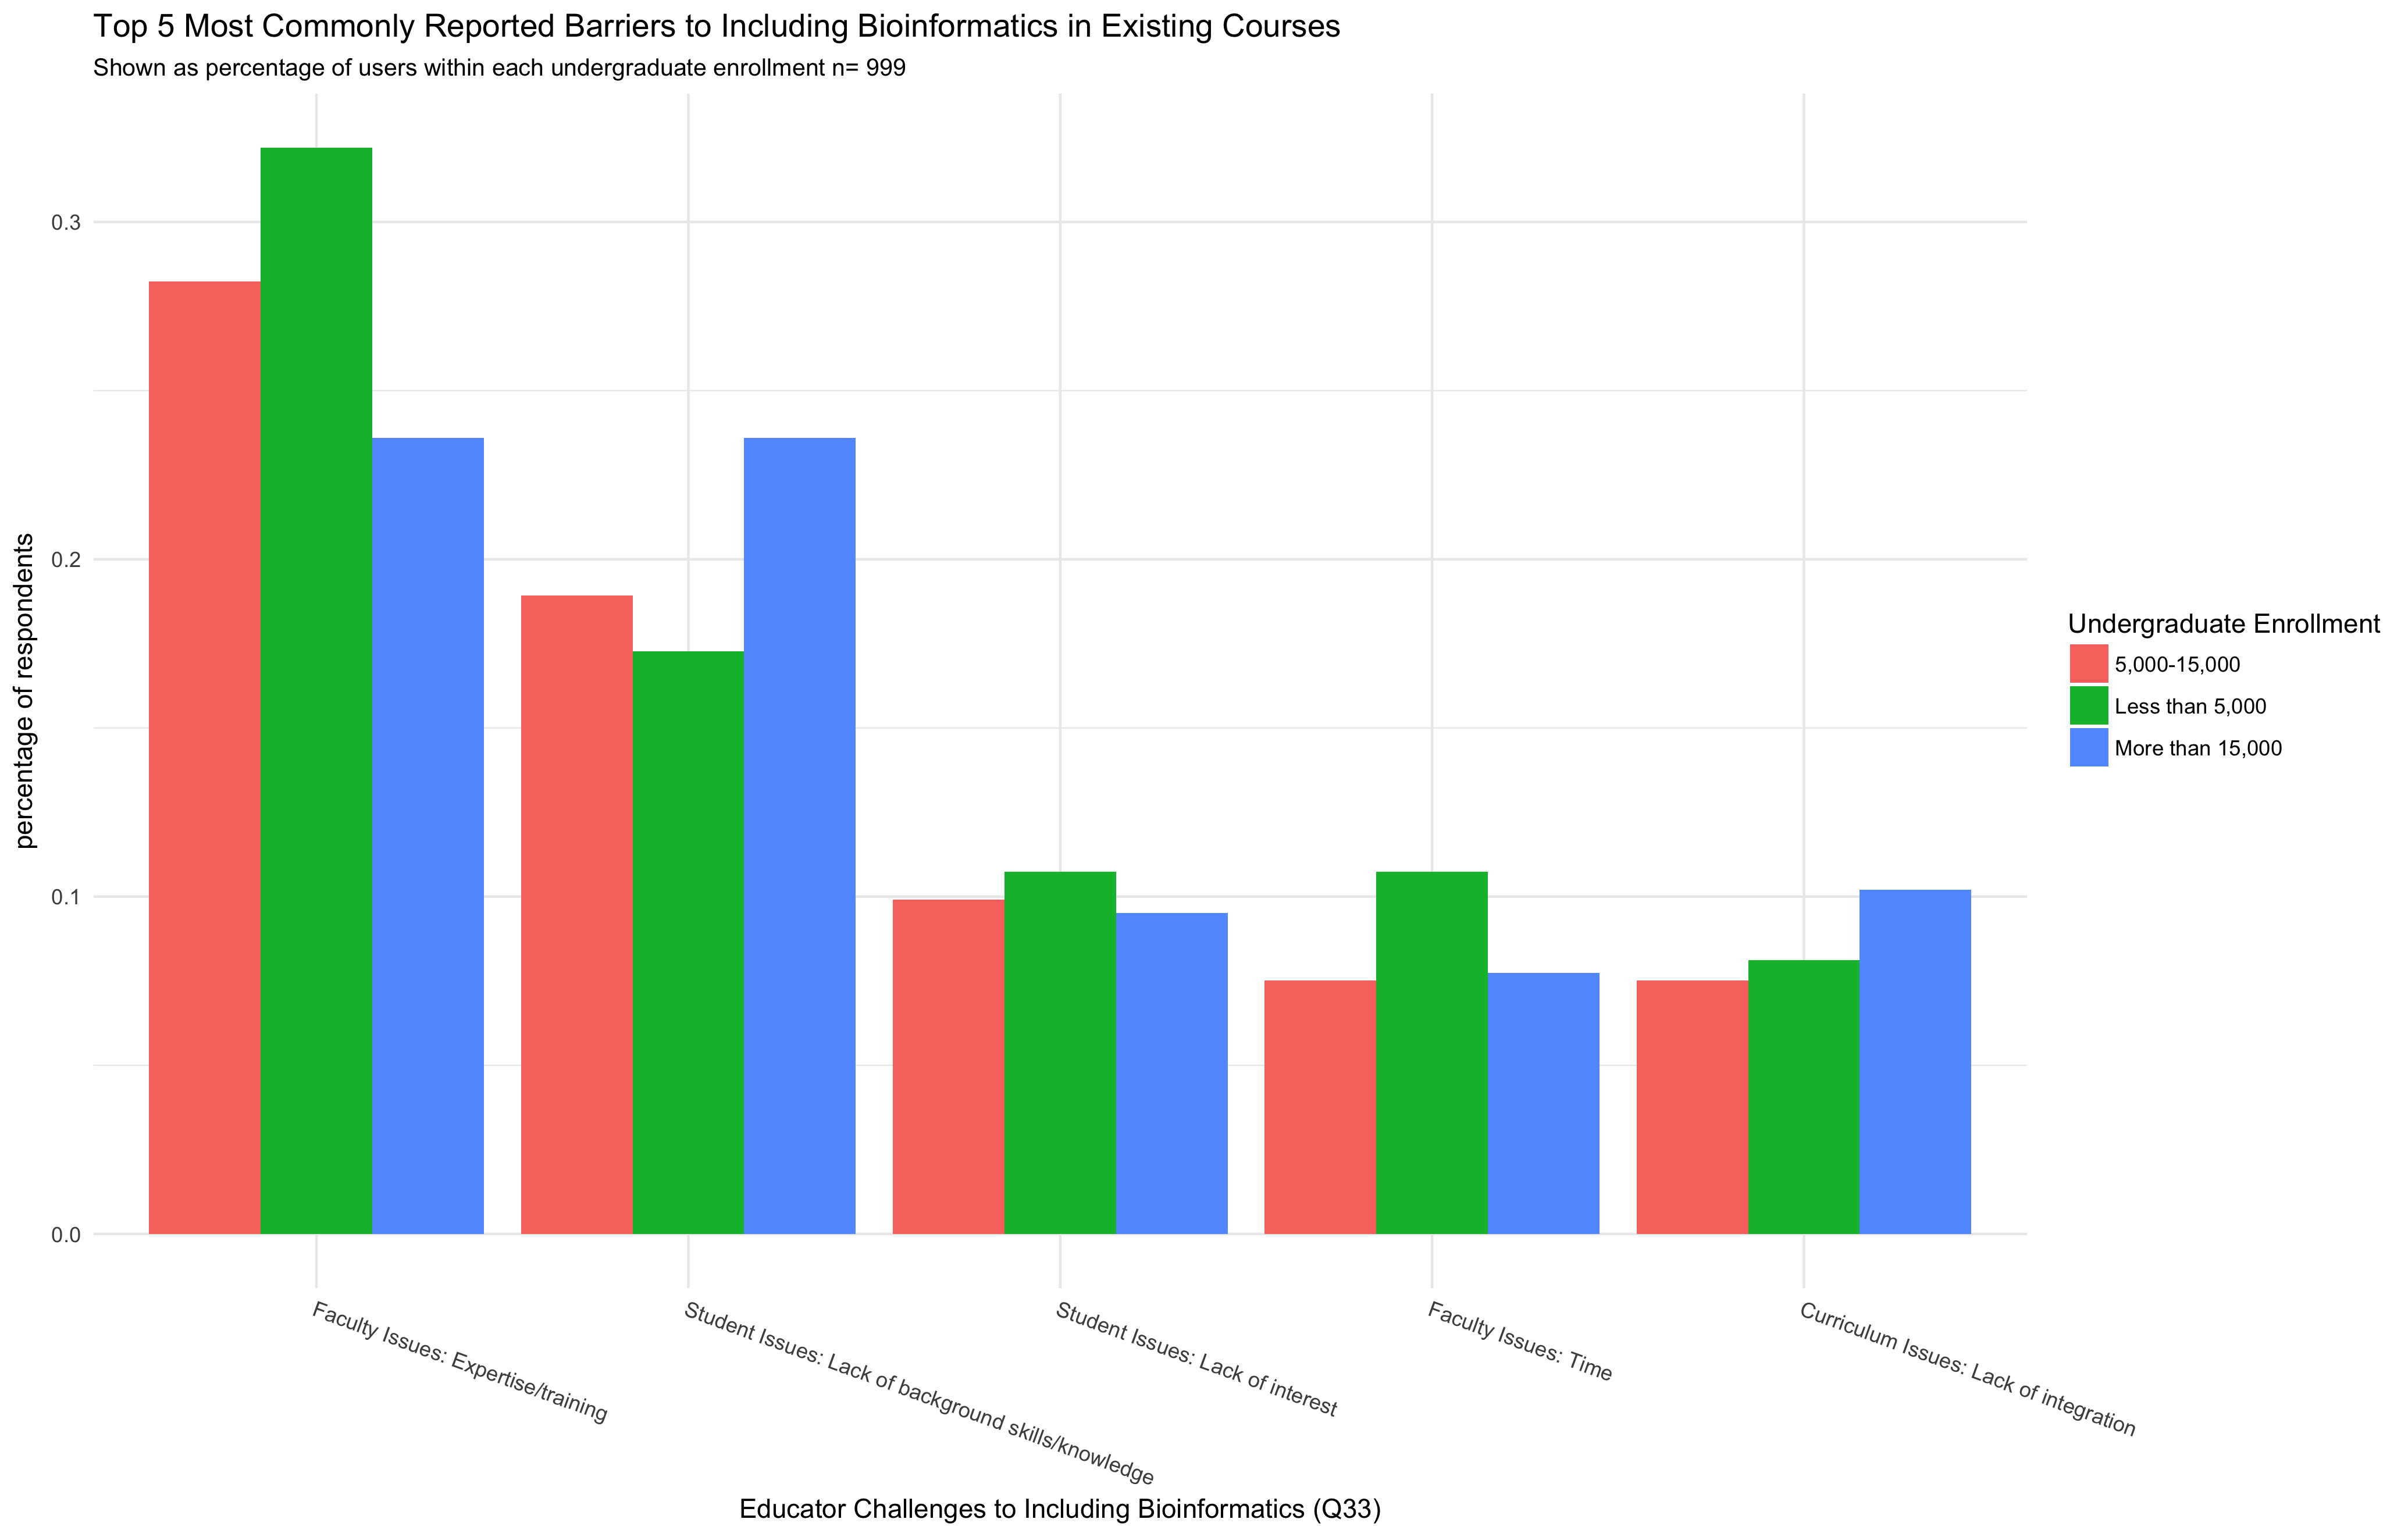 Top 5 Most Commonly Reported Barriers to Including Bioinformatics in Existing Courses
Shown as percentage of users within each undergraduate enrollment n= 999
percentage of respondents
0.3
0.2
0.1
0.0
Faculty Issues: Expertise/training
Student Issues: Lack of background skills/knowledge
Student Issues: Lack of interest
Faculty Issues: Time
Curriculum Issues: Lack of integration
Educator Challenges to Including Bioinformatics (Q33)
Undergraduate Enrollment
5,000-15,000
Less than 5,000
More than 15,000